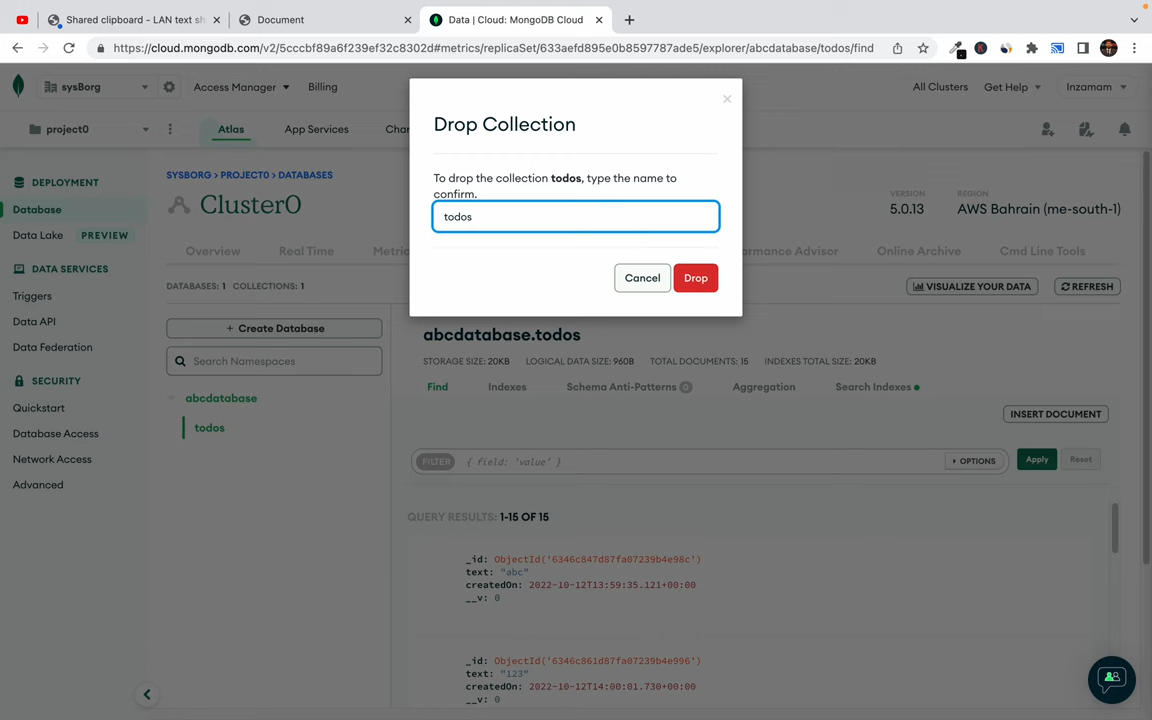 Shared clipboard - LAN text sh
Document
Data | Cloud: MongoDB Cloud
https://cloud.mongodb.com/v2/5cccbf89a6f239ef32c8302d#metrics/replicaSet/633aefd895e0b8597787ade5/explorer/abcdatabase/todos/find
sysBorg
Access Manager
Billing
All Clusters
Get Help
Inzamam
project0
Atlas
App Services
Char
Drop Collection
To drop the collection todos, type the name to
confirm.
todos
Cancel
Drop
DEPLOYMENT
Database
Data Lake
PREVIEW
DATA SERVICES
Triggers
Data API
Data Federation
SECURITY
Quickstart
Database Access
Network Access
Advanced
SYSBORG > PROJECT0 > DATABASES
Cluster0
VERSION
5.0.13
REGION
AWS Bahrain (me-south-1)
Overview
Real Time
Metric
ormance Advisor
Online Archive
Cmd Line Tools
DATABASES: 1 COLLECTIONS: 1
VISUALIZE YOUR DATA
REFRESH
+ Create Database
Search Namespaces
abcdatabase
todos
abcdatabase.todos
STORAGE SIZE: 20KB LOGICAL DATA SIZE: 960B TOTAL DOCUMENTS: 15 INDEXES TOTAL SIZE: 20KB
Find
Indexes
Schema Anti-Patterns 0
Aggregation
Search Indexes
INSERT DOCUMENT
FILTER { field: 'value' }
OPTIONS
Apply
Reset
QUERY RESULTS: 1-15 OF 15
_id: ObjectId('6346c847d87fa07239b4e98c')
text: "abc"
createdOn: 2022-10-12T13:59:35.121+00:00
__v: 0
_id: ObjectId('6346c861d87fa07239b4e996')
text: "123"
createdOn: 2022-10-12T14:00:01.730+00:00
__v: 0